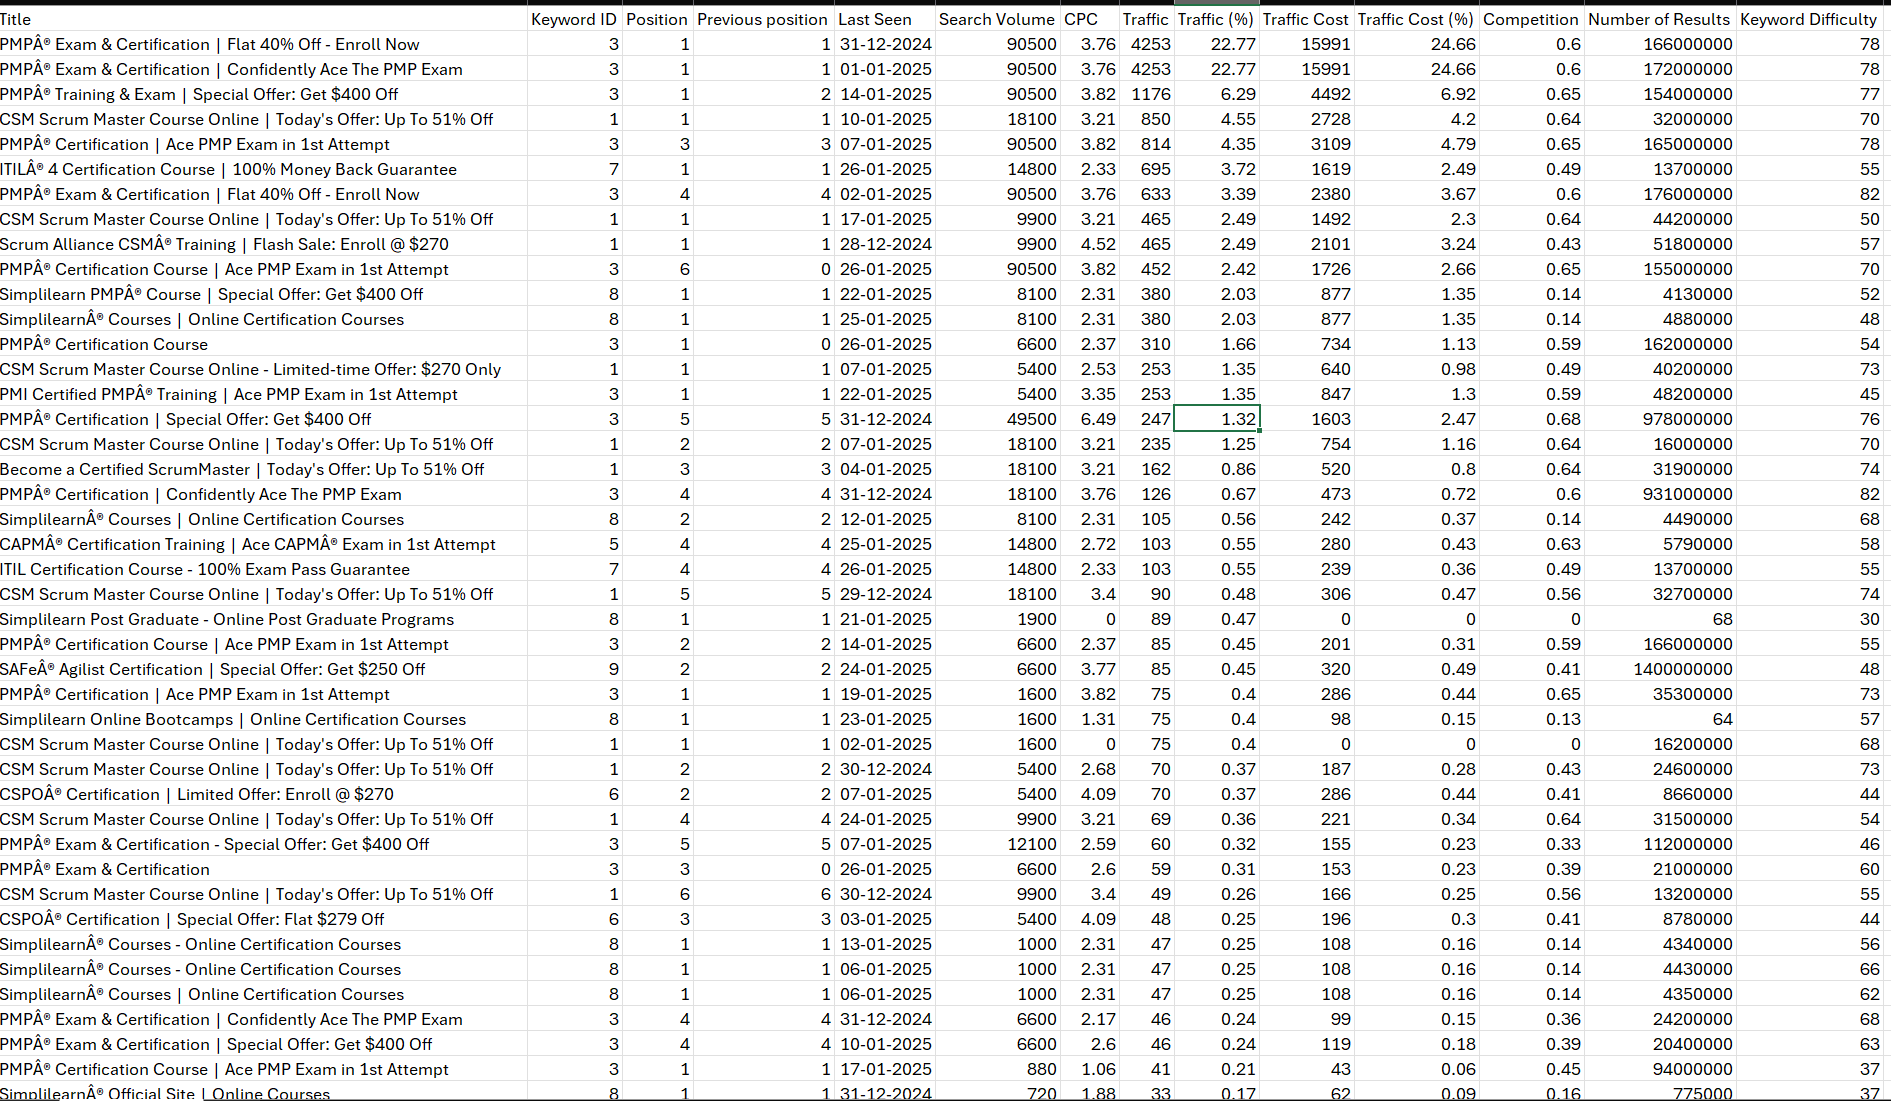 Title Keyword ID Position Previous position Last Seen Search Volume CPC Traffic Traffic (%) Traffic Cost Traffic Cost (%) Competition Number of Results Keyword Difficulty
PMPÂ® Exam & Certification | Flat 40% Off - Enroll Now 3 1 1 31-12-2024 90500 3.76 4253 22.77 15991 24.66 0.6 166000000 78
PMPÂ® Exam & Certification | Confidently Ace The PMP Exam 3 1 1 01-01-2025 90500 3.76 4253 22.77 15991 24.66 0.6 172000000 78
PMPÂ® Training & Exam | Special Offer: Get $400 Off 3 1 2 14-01-2025 90500 3.82 1176 6.29 4492 6.92 0.65 154000000 77
CSM Scrum Master Course Online | Today's Offer: Up To 51% Off 1 1 1 10-01-2025 18100 3.21 850 4.55 2728 4.2 0.64 32000000 70
PMPÂ® Certification | Ace PMP Exam in 1st Attempt 3 3 3 07-01-2025 90500 3.82 814 4.35 3109 4.79 0.65 165000000 78
ITILÂ® 4 Certification Course | 100% Money Back Guarantee 7 1 1 26-01-2025 14800 2.33 695 3.72 1619 2.49 0.49 13700000 55
PMPÂ® Exam & Certification | Flat 40% Off - Enroll Now 3 4 4 02-01-2025 90500 3.76 633 3.39 2380 3.67 0.6 176000000 82
CSM Scrum Master Course Online | Today's Offer: Up To 51% Off 1 1 1 17-01-2025 9900 3.21 465 2.49 1492 2.3 0.64 44200000 50
Scrum Alliance CSMÂ® Training | Flash Sale: Enroll @ $270 1 1 1 28-12-2024 9900 4.52 465 2.49 2101 3.24 0.43 51800000 57
PMPÂ® Certification Course | Ace PMP Exam in 1st Attempt 3 6 0 26-01-2025 90500 3.82 452 2.42 1726 2.66 0.65 155000000 70
Simplilearn PMPÂ® Course | Special Offer: Get $400 Off 8 1 1 22-01-2025 8100 2.31 380 2.03 877 1.35 0.14 4130000 52
SimplilearnÂ® Courses | Online Certification Courses 8 1 1 25-01-2025 8100 2.31 380 2.03 877 1.35 0.14 4880000 48
PMPÂ® Certification Course 3 1 0 26-01-2025 6600 2.37 310 1.66 734 1.13 0.59 162000000 54
CSM Scrum Master Course Online - Limited-time Offer: $270 Only 1 1 1 07-01-2025 5400 2.53 253 1.35 640 0.98 0.49 40200000 73
PMI Certified PMPÂ® Training | Ace PMP Exam in 1st Attempt 3 1 1 22-01-2025 5400 3.35 253 1.35 847 1.3 0.59 48200000 45
PMPÂ® Certification | Special Offer: Get $400 Off 3 5 5 31-12-2024 49500 6.49 247 1.32 1603 2.47 0.68 978000000 76
CSM Scrum Master Course Online | Today's Offer: Up To 51% Off 1 2 2 07-01-2025 18100 3.21 235 1.25 754 1.16 0.64 16000000 70
Become a Certified ScrumMaster | Today's Offer: Up To 51% Off 1 3 3 04-01-2025 18100 3.21 162 0.86 520 0.8 0.64 31900000 74
PMPÂ® Certification | Confidently Ace The PMP Exam 3 4 4 31-12-2024 18100 3.76 126 0.67 473 0.72 0.6 931000000 82
SimplilearnÂ® Courses | Online Certification Courses 8 2 2 12-01-2025 8100 2.31 105 0.56 242 0.37 0.14 4490000 68
CAPMÂ® Certification Training | Ace CAPMÂ® Exam in 1st Attempt 5 4 4 25-01-2025 14800 2.72 103 0.55 280 0.43 0.63 5790000 58
ITIL Certification Course - 100% Exam Pass Guarantee 7 4 4 26-01-2025 14800 2.33 103 0.55 239 0.36 0.49 13700000 55
CSM Scrum Master Course Online | Today's Offer: Up To 51% Off 1 5 5 29-12-2024 18100 3.4 90 0.48 306 0.47 0.56 32700000 74
Simplilearn Post Graduate - Online Post Graduate Programs 8 1 1 21-01-2025 1900 0 89 0.47 0 0 0 68 30
PMPÂ® Certification Course | Ace PMP Exam in 1st Attempt 3 2 2 14-01-2025 6600 2.37 85 0.45 201 0.31 0.59 166000000 55
SAFeÂ® Agilist Certification | Special Offer: Get $250 Off 9 2 2 24-01-2025 6600 3.77 85 0.45 320 0.49 0.41 1400000000 48
PMPÂ® Certification | Ace PMP Exam in 1st Attempt 3 1 1 19-01-2025 1600 3.82 75 0.4 286 0.44 0.65 35300000 73
Simplilearn Online Bootcamps | Online Certification Courses 8 1 1 23-01-2025 1600 1.31 75 0.4 98 0.15 0.13 64 57
CSM Scrum Master Course Online | Today's Offer: Up To 51% Off 1 1 1 02-01-2025 1600 0 75 0.4 0 0 0 16200000 68
CSM Scrum Master Course Online | Today's Offer: Up To 51% Off 1 2 2 30-12-2024 5400 2.68 70 0.37 187 0.28 0.43 24600000 73
CSPOÂ® Certification | Limited Offer: Enroll @ $270 6 2 2 07-01-2025 5400 4.09 70 0.37 286 0.44 0.41 8660000 44
CSM Scrum Master Course Online | Today's Offer: Up To 51% Off 1 4 4 24-01-2025 9900 3.21 69 0.36 221 0.34 0.64 31500000 54
PMPÂ® Exam & Certification - Special Offer: Get $400 Off 3 5 5 07-01-2025 12100 2.59 60 0.32 155 0.23 0.33 112000000 46
PMPÂ® Exam & Certification 3 3 0 26-01-2025 6600 2.6 59 0.31 153 0.23 0.39 21000000 60
CSM Scrum Master Course Online | Today's Offer: Up To 51% Off 1 6 6 30-12-2024 9900 3.4 49 0.26 166 0.25 0.56 13200000 55
CSPOÂ® Certification | Special Offer: Flat $279 Off 6 3 3 03-01-2025 5400 4.09 48 0.25 196 0.3 0.41 8780000 44
SimplilearnÂ® Courses - Online Certification Courses 8 1 1 13-01-2025 1000 2.31 47 0.25 108 0.16 0.14 4340000 56
SimplilearnÂ® Courses - Online Certification Courses 8 1 1 06-01-2025 1000 2.31 47 0.25 108 0.16 0.14 4430000 66
SimplilearnÂ® Courses | Online Certification Courses 8 1 1 06-01-2025 1000 2.31 47 0.25 108 0.16 0.14 4350000 62
PMPÂ® Exam & Certification | Confidently Ace The PMP Exam 3 4 4 31-12-2024 6600 2.17 46 0.24 99 0.15 0.36 24200000 68
PMPÂ® Exam & Certification | Special Offer: Get $400 Off 3 4 4 10-01-2025 6600 2.6 46 0.24 119 0.18 0.39 20400000 63
PMPÂ® Certification Course | Ace PMP Exam in 1st Attempt 3 1 1 17-01-2025 880 1.06 41 0.21 43 0.06 0.45 94000000 37
SimplilearnÂ® Official Site | Online Courses 8 1 1 31-12-2024 720 1.88 33 0.17 62 0.09 0.16 775000 37